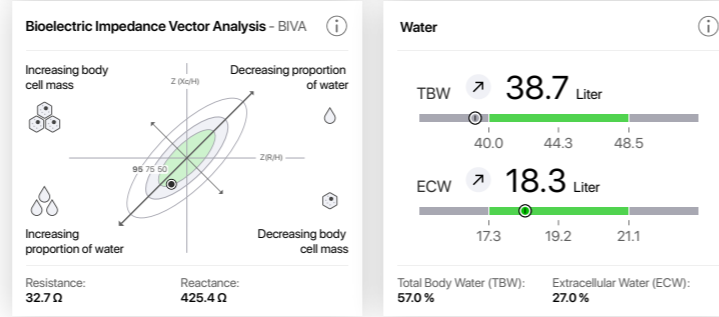 Bioelectric Impedance Vector Analysis - BIVA
Increasing body
cell mass
Z (Xc/H)
Decreasing proportion
of water
Z(R/H)
95 75 50
Increasing
proportion of water
Decreasing body
cell mass
Resistance:
32.7 Ω
Reactance:
425.4 Ω
Water
TBW 38.7 Liter
40.0 44.3 48.5
ECW 18.3 Liter
17.3 19.2 21.1
Total Body Water (TBW):
57.0 %
Extracellular Water (ECW):
27.0 %